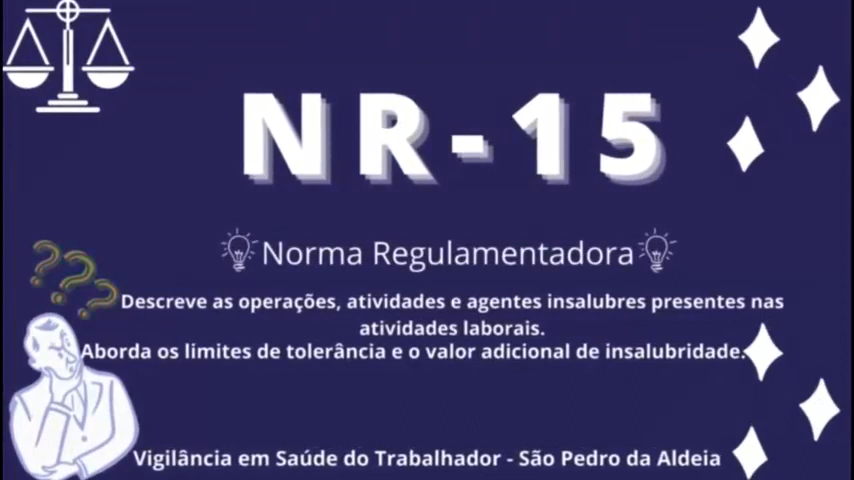 NR-15
Norma Regulamentadora
Descreve as operações, atividades e agentes insalubres presentes nas
atividades laborais.
Aborda os limites de tolerância e o valor adicional de insalubridade.
Vigilância em Saúde do Trabalhador - São Pedro da Aldeia